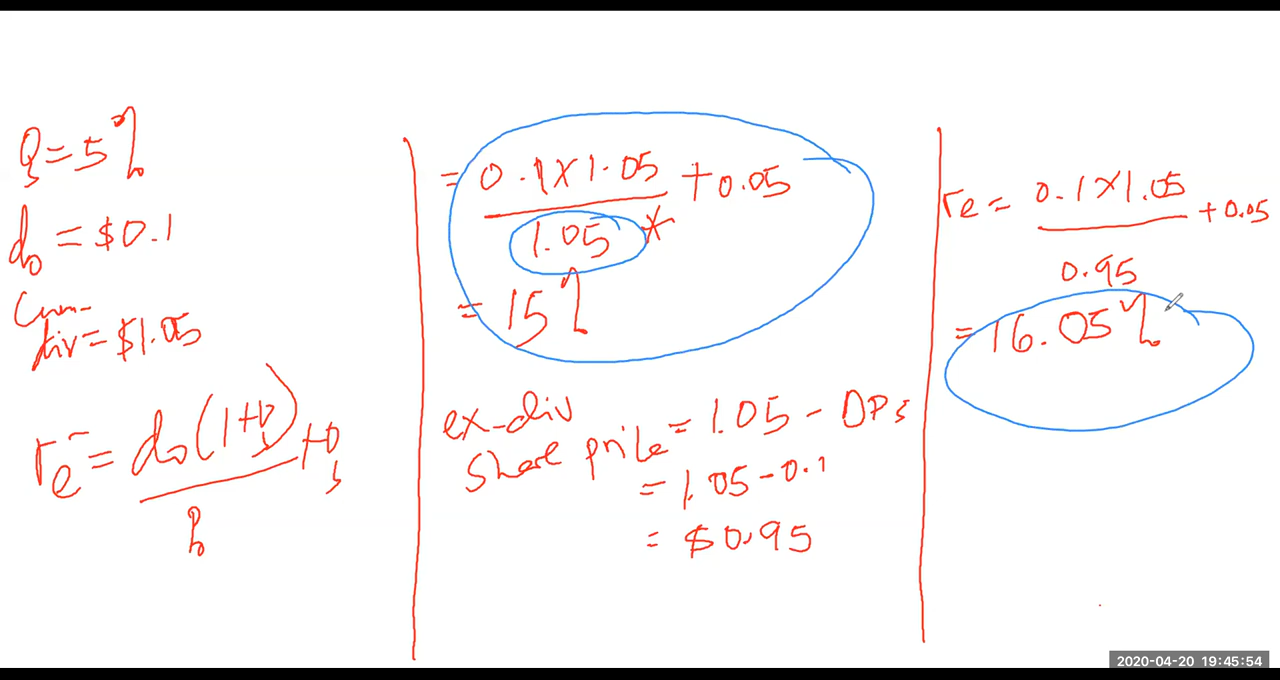 g = 5%
d₀ = $0.1
Cum-
div = $1.05
rₑ = d₀(1+g)/P₀ + g
= 0.1×1.05/1.05* + 0.05
= 15%
ex-div
Share price = 1.05 - DPS
= 1.05-0.1
= $0.95
re = 0.1×1.05/0.95 + 0.05
= 16.05%
2020-04-20 19:45:54